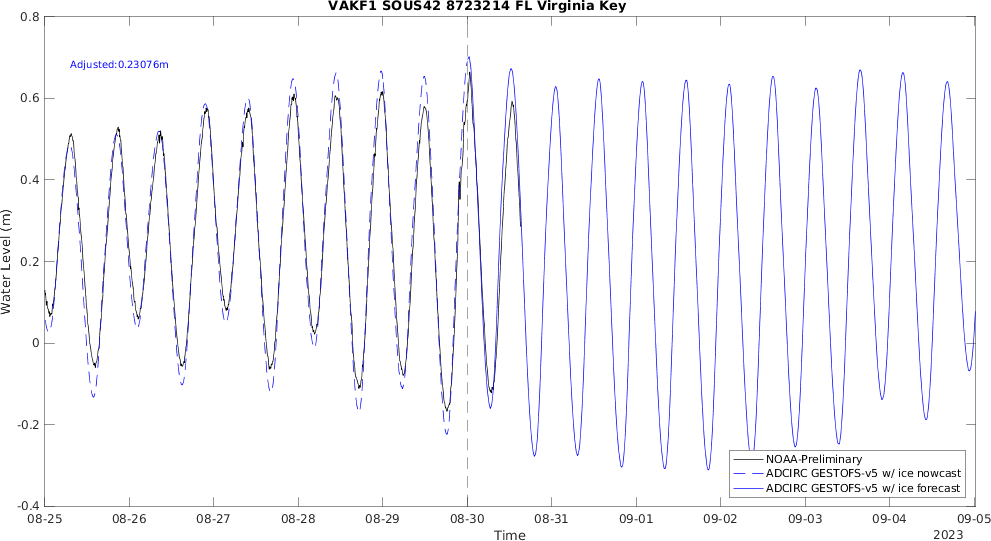 VAKF1 SOUS42 8723214 FL Virginia Key
Adjusted:0.23076m
Water Level (m)
0.8
0.6
0.4
0.2
0
-0.2
-0.4
NOAA-Preliminary
ADCIRC GESTOFS-v5 w/ ice nowcast
ADCIRC GESTOFS-v5 w/ ice forecast
08-25 08-26 08-27 08-28 08-29 08-30 08-31 09-01 09-02 09-03 09-04 09-05
Time
2023